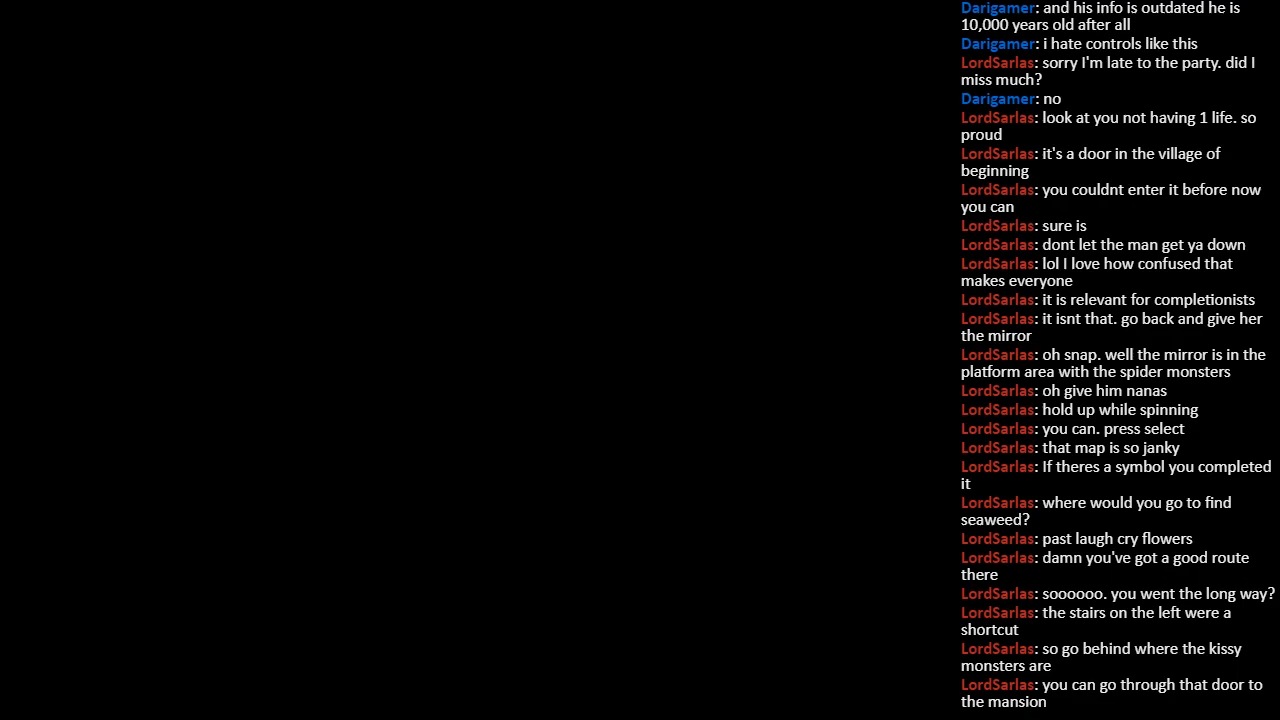 Darigamer: and his info is outdated he is
10,000 years old after all
Darigamer: i hate controls like this
LordSarlas: sorry I'm late to the party. did I
miss much?
Darigamer: no
LordSarlas: look at you not having 1 life. so
proud
LordSarlas: it's a door in the village of
beginning
LordSarlas: you couldnt enter it before now
you can
LordSarlas: sure is
LordSarlas: dont let the man get ya down
LordSarlas: lol I love how confused that
makes everyone
LordSarlas: it is relevant for completionists
LordSarlas: it isnt that. go back and give her
the mirror
LordSarlas: oh snap. well the mirror is in the
platform area with the spider monsters
LordSarlas: oh give him nanas
LordSarlas: hold up while spinning
LordSarlas: you can. press select
LordSarlas: that map is so janky
LordSarlas: If theres a symbol you completed
it
LordSarlas: where would you go to find
seaweed?
LordSarlas: past laugh cry flowers
LordSarlas: damn you've got a good route
there
LordSarlas: soooooo. you went the long way?
LordSarlas: the stairs on the left were a
shortcut
LordSarlas: so go behind where the kissy
monsters are
LordSarlas: you can go through that door to
the mansion